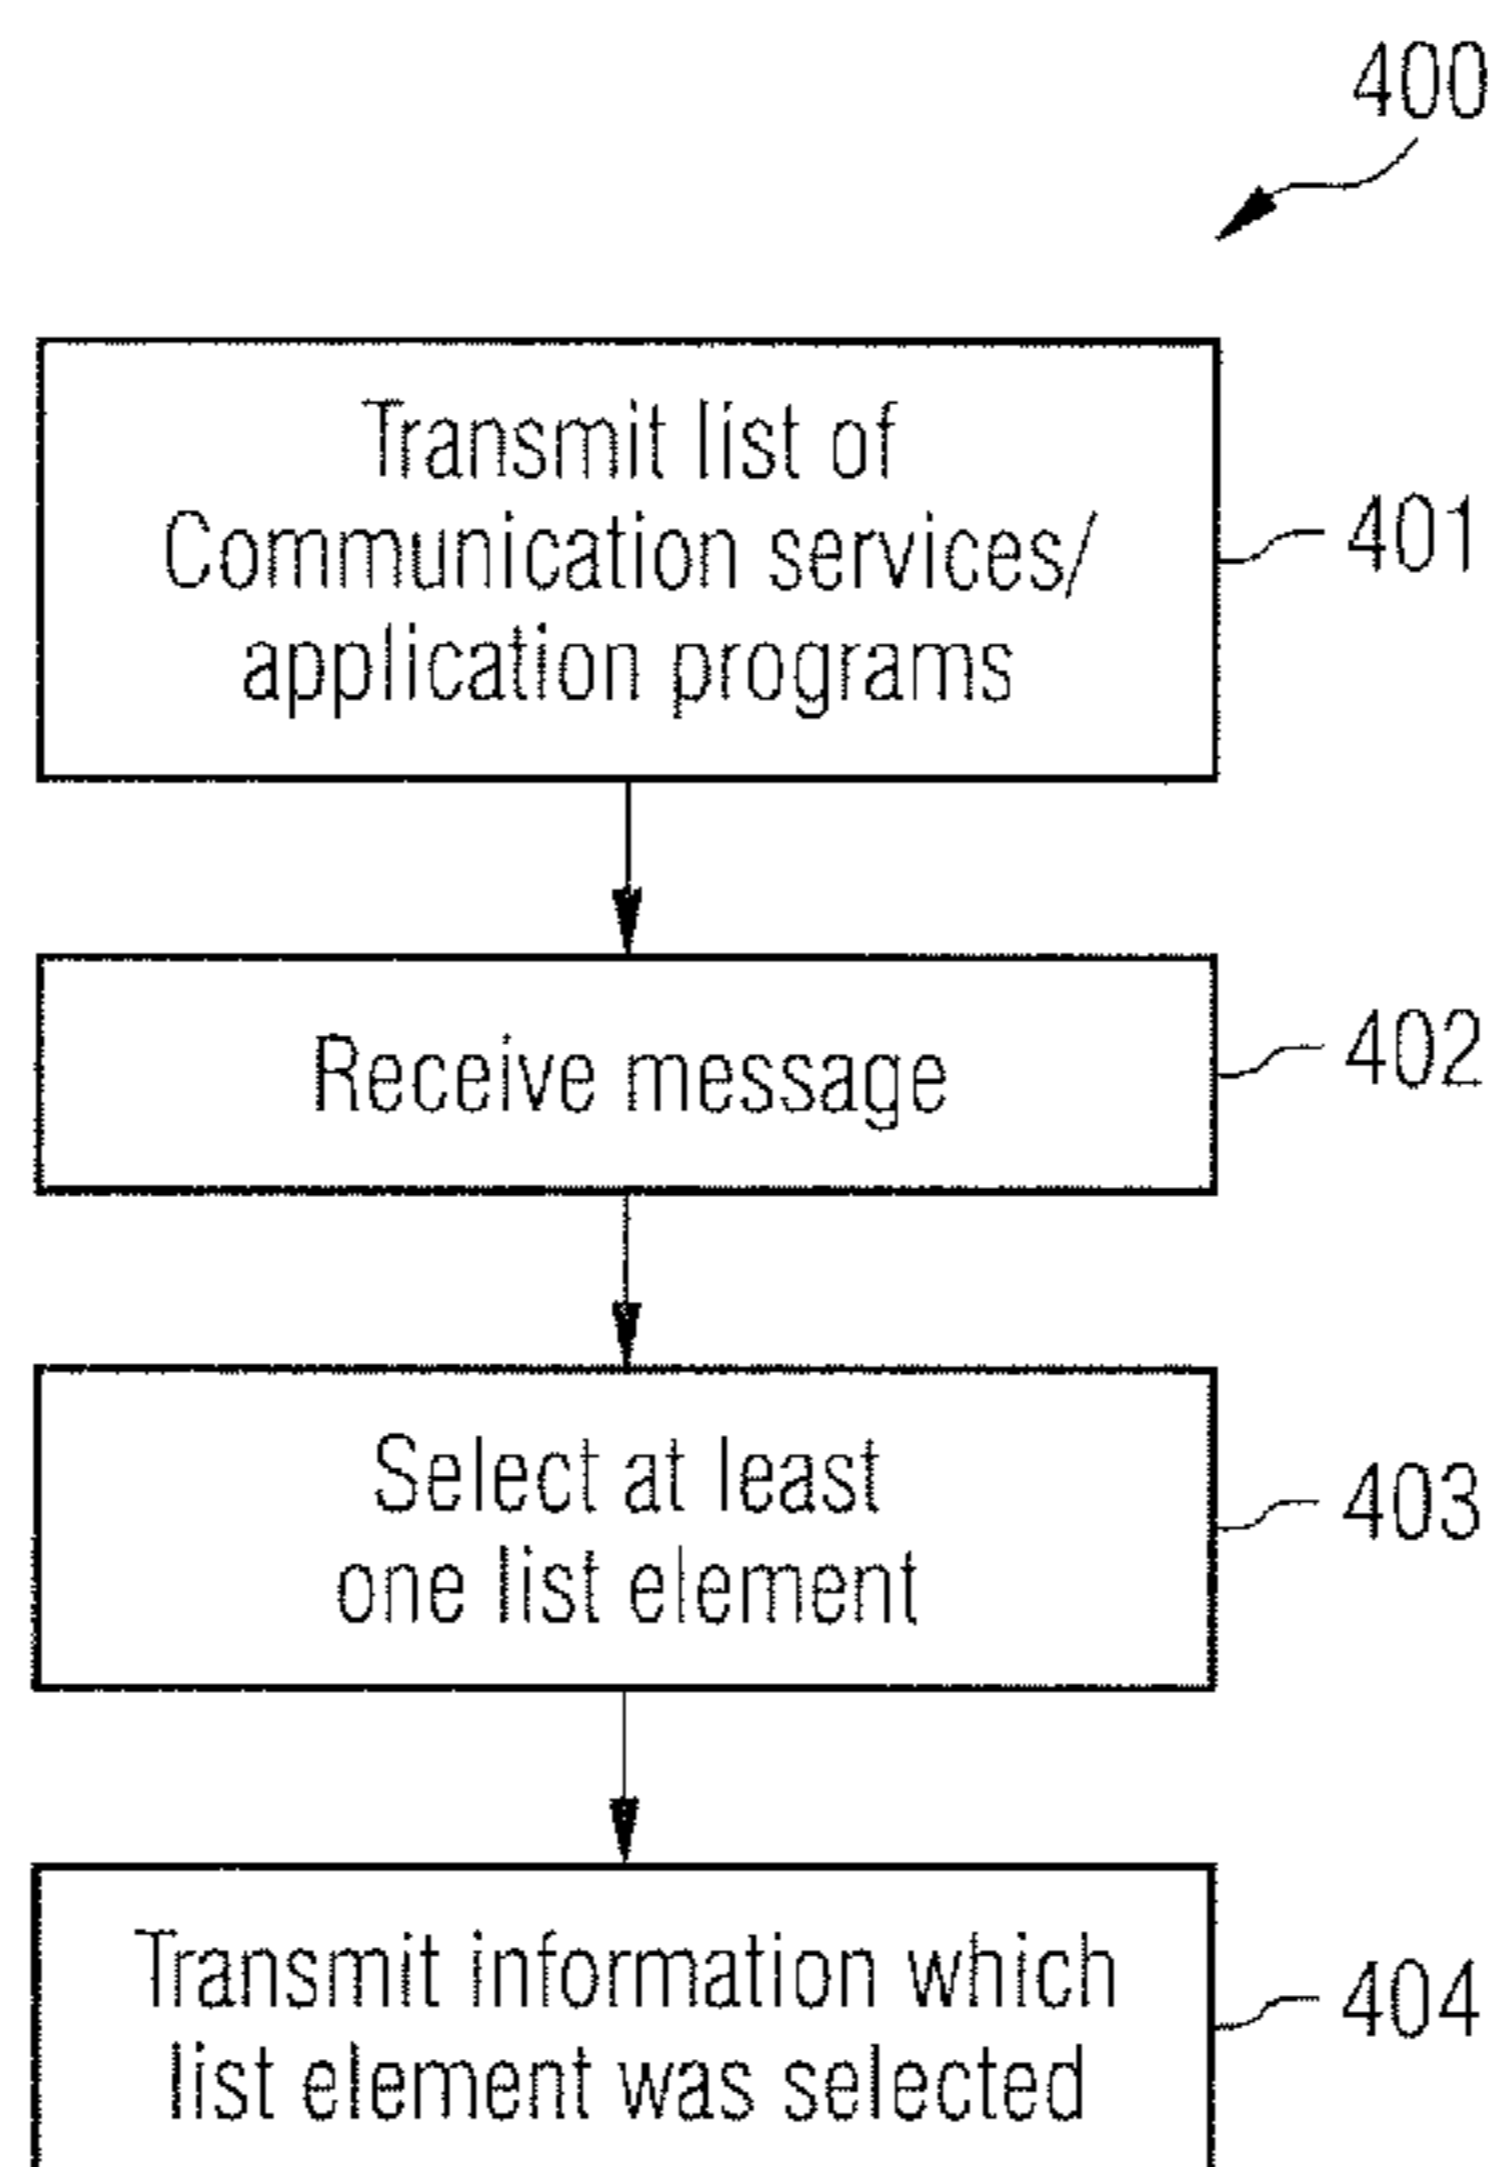 400
Transmit list of
Communication services/
application programs
401
Receive message
402
Select at least
one list element
403
Transmit information which
list element was selected
404